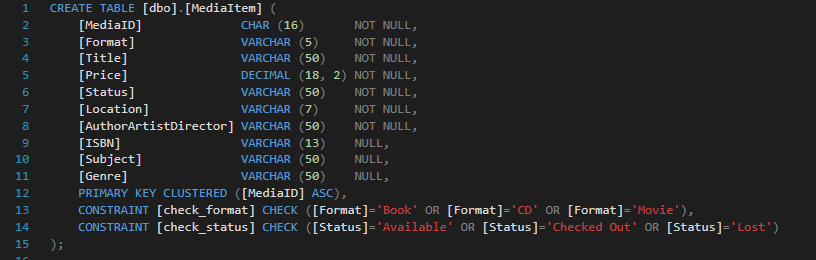 1 CREATE TABLE [dbo].[MediaItem] (
2     [MediaID]              CHAR (16)       NOT NULL,
3     [Format]               VARCHAR (5)     NOT NULL,
4     [Title]                VARCHAR (50)    NOT NULL,
5     [Price]                DECIMAL (18, 2) NOT NULL,
6     [Status]               VARCHAR (50)    NOT NULL,
7     [Location]             VARCHAR (7)     NOT NULL,
8     [AuthorArtistDirector] VARCHAR (50)    NOT NULL,
9     [ISBN]                 VARCHAR (13)    NULL,
10     [Subject]              VARCHAR (50)    NULL,
11     [Genre]                VARCHAR (50)    NULL,
12     PRIMARY KEY CLUSTERED ([MediaID] ASC),
13     CONSTRAINT [check_format] CHECK ([Format]='Book' OR [Format]='CD' OR [Format]='Movie'),
14     CONSTRAINT [check_status] CHECK ([Status]='Available' OR [Status]='Checked Out' OR [Status]='Lost')
15 );